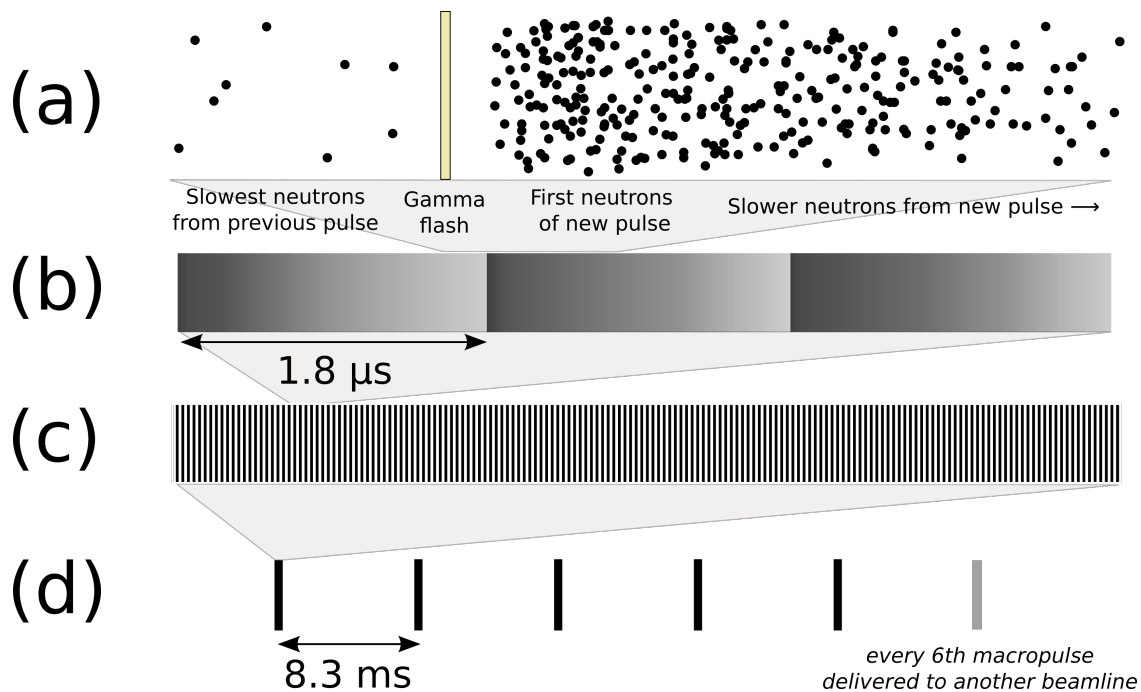 (a)
Slowest neutrons
from previous pulse
Gamma
flash
First neutrons
of new pulse
Slower neutrons from new pulse →
(b)
1.8 µs
(c)
(d)
8.3 ms
every 6th macropulse
delivered to another beamline